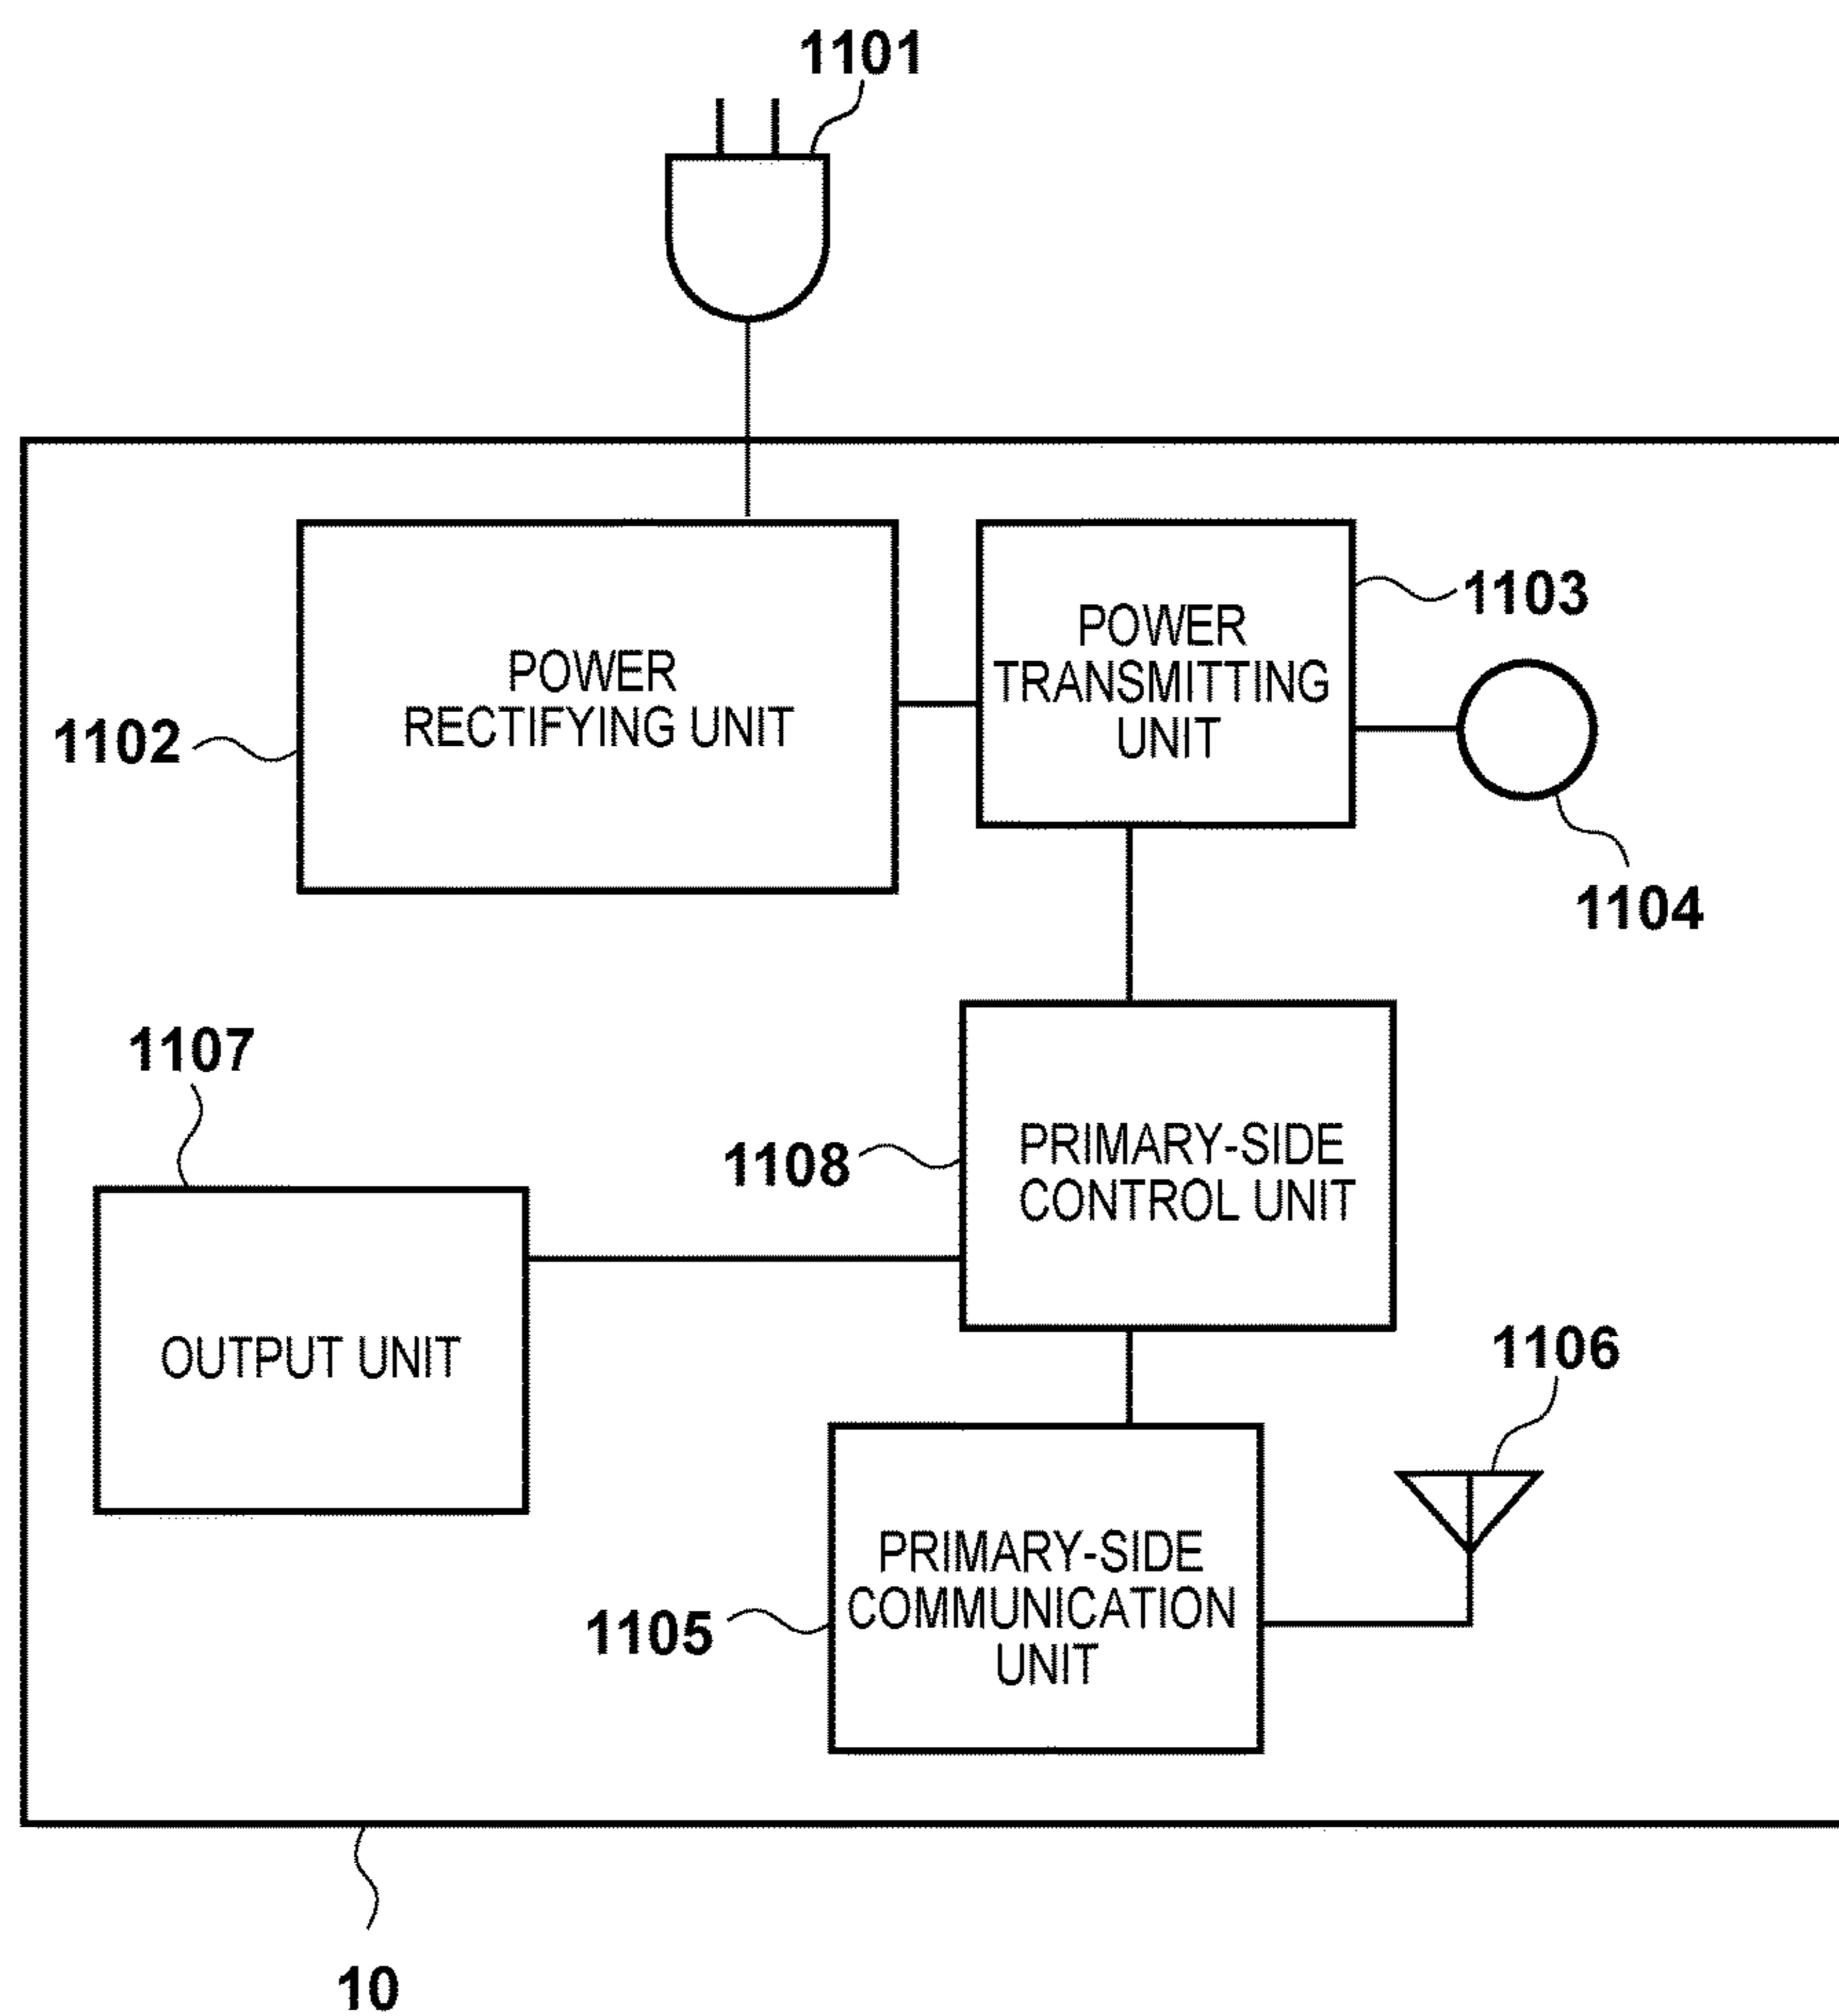 1101
POWER
RECTIFYING UNIT
1102
POWER
TRANSMITTING
UNIT
1103
1104
1107
OUTPUT UNIT
1108
PRIMARY-SIDE
CONTROL UNIT
1106
PRIMARY-SIDE
COMMUNICATION
UNIT
1105
10